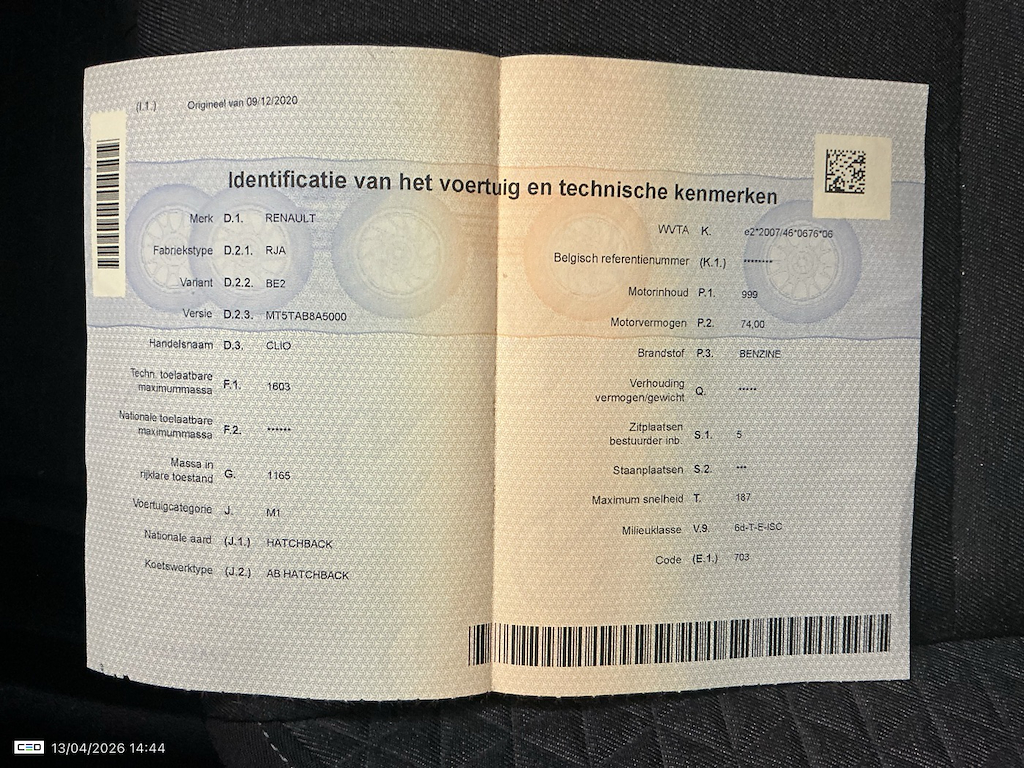 (I.1.) Origineel van 09/12/2020
Identificatie van het voertuig en technische kenmerken
Merk D.1. RENAULT
Fabriekstype D.2.1. RJA
Variant D.2.2. BE2
Versie D.2.3. MT5TAB8A5000
Handelsnaam D.3. CLIO
Techn. toelaatbare
maximummassa F.1. 1603
Nationale toelaatbare
maximummassa F.2. ******
Massa in
rijklare toestand G. 1165
Voertuigcategorie J. M1
Nationale aard (J.1.) HATCHBACK
Koetswerktype (J.2.) AB HATCHBACK
WVTA K. e2*2007/46*0676*06
Belgisch referentienummer (K.1.) ********
Motorinhoud P.1. 999
Motorvermogen P.2. 74,00
Brandstof P.3. BENZINE
Verhouding
vermogen/gewicht Q. *****
Zitplaatsen
bestuurder inb. S.1. 5
Staanplaatsen S.2. ***
Maximum snelheid T. 187
Milieuklasse V.9. 6d-T-E-ISC
Code (E.1.) 703
CEO 13/04/2026 14:44